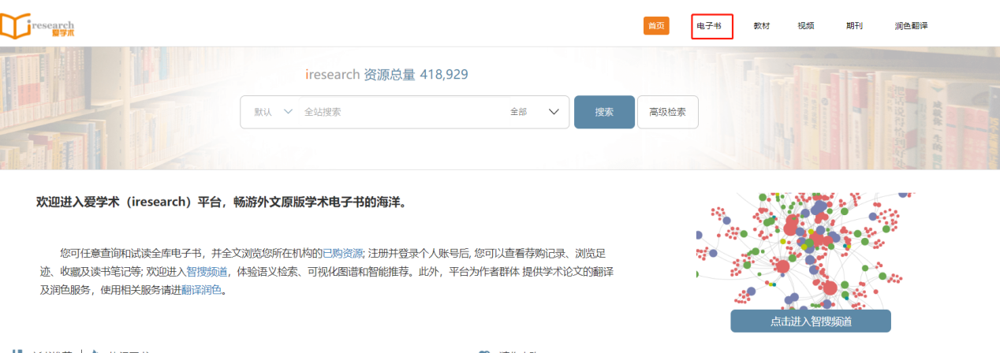 iresearch
爱学术
首页
电子书
教材
视频
期刊
润色翻译
iresearch 资源总量 418,929
默认
全站搜索
全部
搜索
高级检索
欢迎进入爱学术（iresearch）平台，畅游外文原版学术电子书的海洋。
您可任意查询和试读全库电子书，并全文浏览您所在机构的已购资源; 注册并登录个人账号后, 您可以查看荐购记录、浏览足
迹、收藏及读书笔记等; 欢迎进入智搜频道，体验语义检索、可视化图谱和智能推荐。此外，平台为作者群体 提供学术论文的翻译
及润色服务，使用相关服务请进翻译润色。
点击进入智搜频道